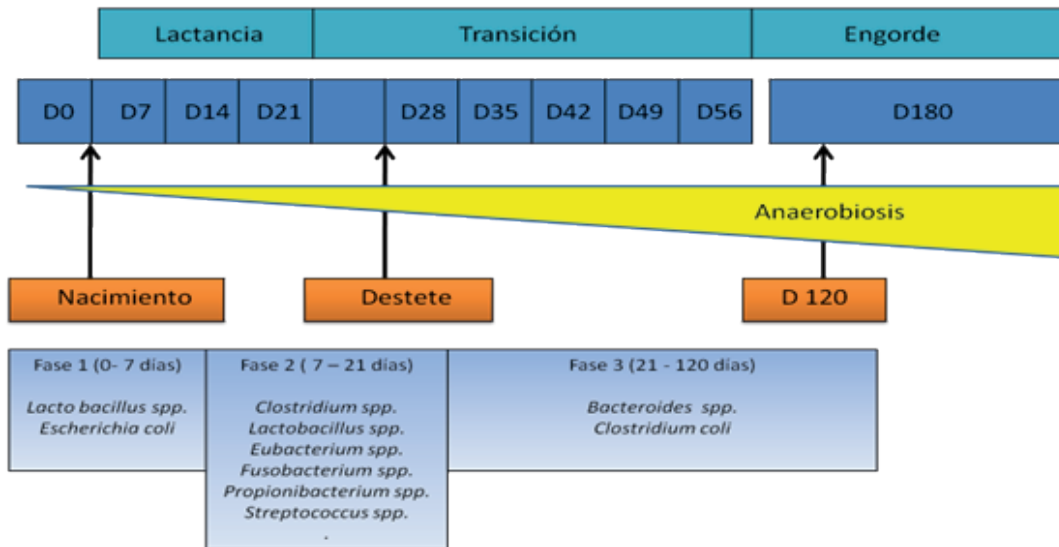 Lactancia Transición Engorde
D0 D7 D14 D21 D28 D35 D42 D49 D56 D180
Anaerobiosis
Nacimiento Destete D 120
Fase 1 (0- 7 días)
Lacto bacillus spp.
Escherichia coli
Fase 2 ( 7 – 21 días)
Clostridium spp.
Lactobacillus spp.
Eubacterium spp.
Fusobacterium spp.
Propionibacterium spp.
Streptococcus spp.
.
Fase 3 (21 - 120 días)
Bacteroides spp.
Clostridium coli